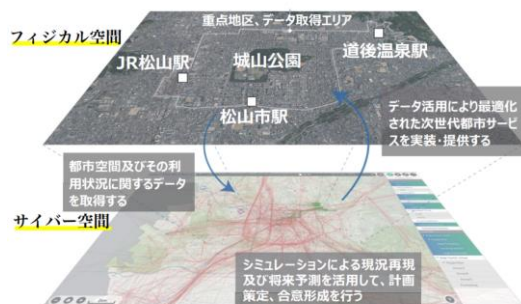 重点地区、データ取得エリア
フィジカル空間
道後温泉駅
JR松山駅
城山公園
松山市駅
データ活用により最適化
された次世代都市サービ
スを実装・提供する
都市空間及びその利
用状況に関するデータ
を取得する
サイバー空間
シミュレーションによる現況再現
及び将来予測を活用して、計画
策定、合意形成を行う